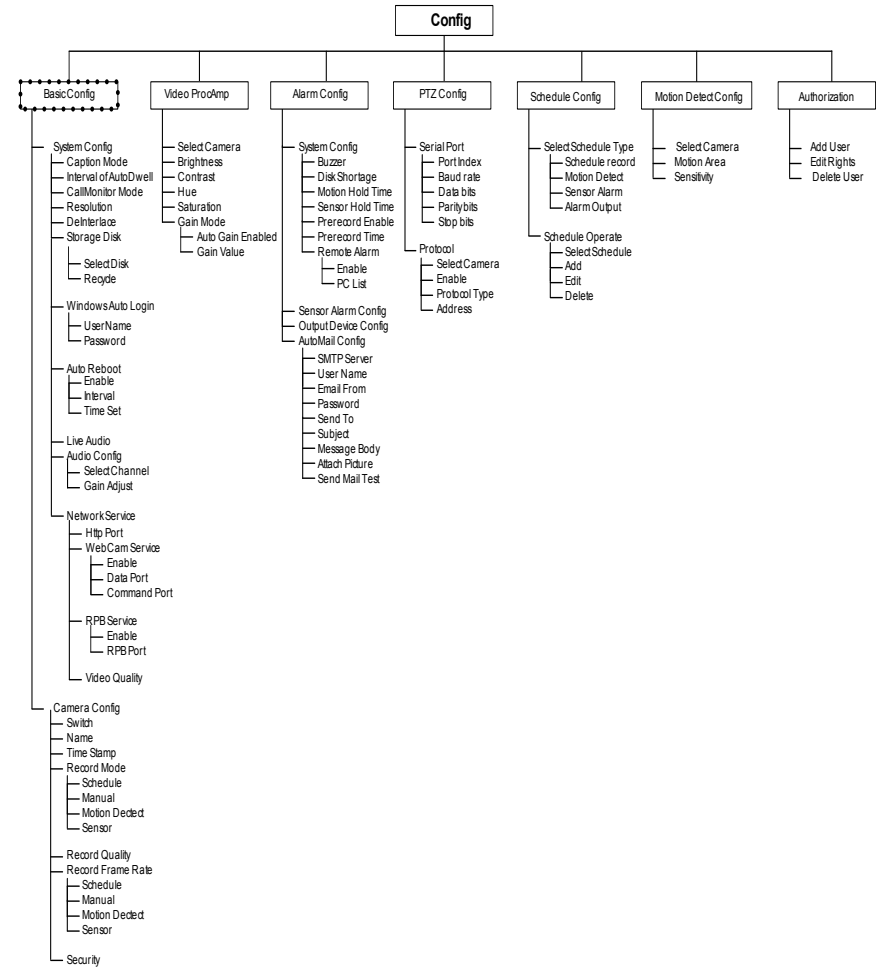 Config
Basic Config
Video ProcAmp
Alarm Config
PTZ Config
Schedule Config
Motion Detect Config
Authorization
System Config
Caption Mode
Interval of AutoDwell
CallMonitor Mode
Resolution
DeInterlace
Storage Disk
Select Disk
Recycle
Windows Auto Login
UserName
Password
Auto Reboot
Enable
Interval
Time Set
Live Audio
Audio Config
Select Channel
Gain Adjust
Network Service
Http Port
WebCam Service
Enable
Data Port
Command Port
RPB Service
Enable
RPB Port
Video Quality
Camera Config
Switch
Name
Time Stamp
Record Mode
Schedule
Manual
Motion Dectect
Sensor
Record Quality
Record Frame Rate
Schedule
Manual
Motion Dectect
Sensor
Security
Select Camera
Brightness
Contrast
Hue
Saturation
Gain Mode
Auto Gain Enabled
Gain Value
System Config
Buzzer
Disk Shortage
Motion Hold Time
Sensor Hold Time
Prerecord Enable
Prerecord Time
Remote Alarm
Enable
PC List
Sensor Alarm Config
Output Device Config
AutoMail Config
SMTP Server
User Name
Email From
Password
Send To
Subject
Message Body
Attach Picture
Send Mail Test
Serial Port
Port Index
Baud rate
Data bits
Parity bits
Stop bits
Protocol
Select Camera
Enable
Protocol Type
Address
Select Schedule Type
Schedule record
Motion Detect
Sensor Alarm
Alarm Output
Schedule Operate
Select Schedule
Add
Edit
Delete
Select Camera
Motion Area
Sensitivity
Add User
Edit Rights
Delete User